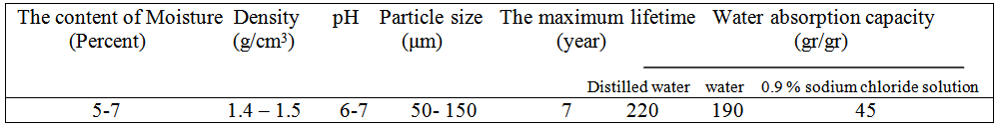 The content of Moisture Density pH Particle size The maximum lifetime Water absorption capacity
(Percent) (g/cm³) (μm) (year) (gr/gr)
Distilled water water 0.9 % sodium chloride solution
5-7 1.4 – 1.5 6-7 50- 150 7 220 190 45